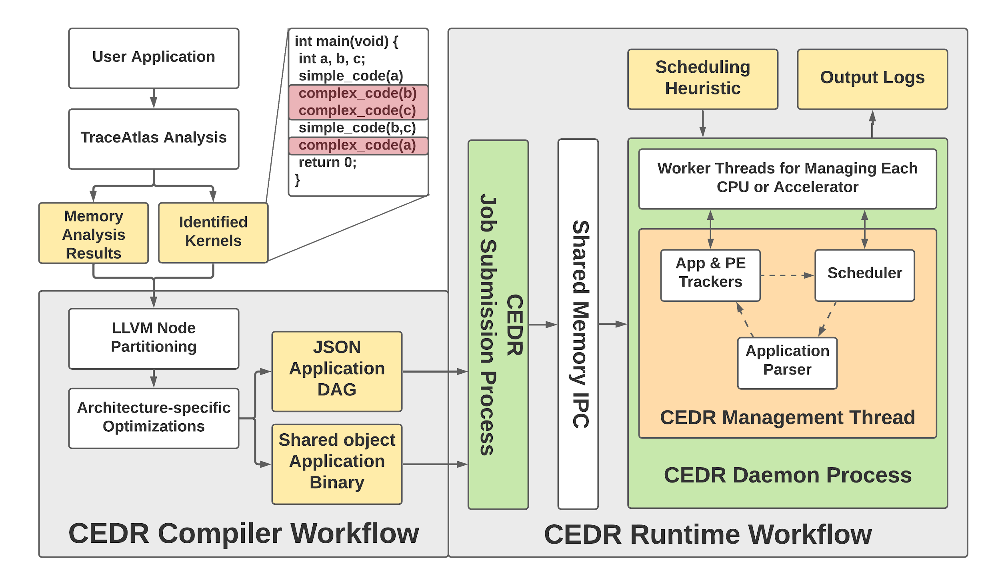 User Application
TraceAtlas Analysis
Memory
Analysis
Results
Identified
Kernels
int main(void) {
int a, b, c;
simple_code(a)
complex_code(b)
complex_code(c)
simple_code(b,c)
complex_code(a)
return 0;
}
LLVM Node
Partitioning
Architecture-specific
Optimizations
JSON
Application
DAG
Shared object
Application
Binary
CEDR Compiler Workflow
CEDR
Job Submission Process
Shared Memory IPC
Scheduling
Heuristic
Output Logs
Worker Threads for Managing Each
CPU or Accelerator
App & PE
Trackers
Scheduler
Application
Parser
CEDR Management Thread
CEDR Daemon Process
CEDR Runtime Workflow